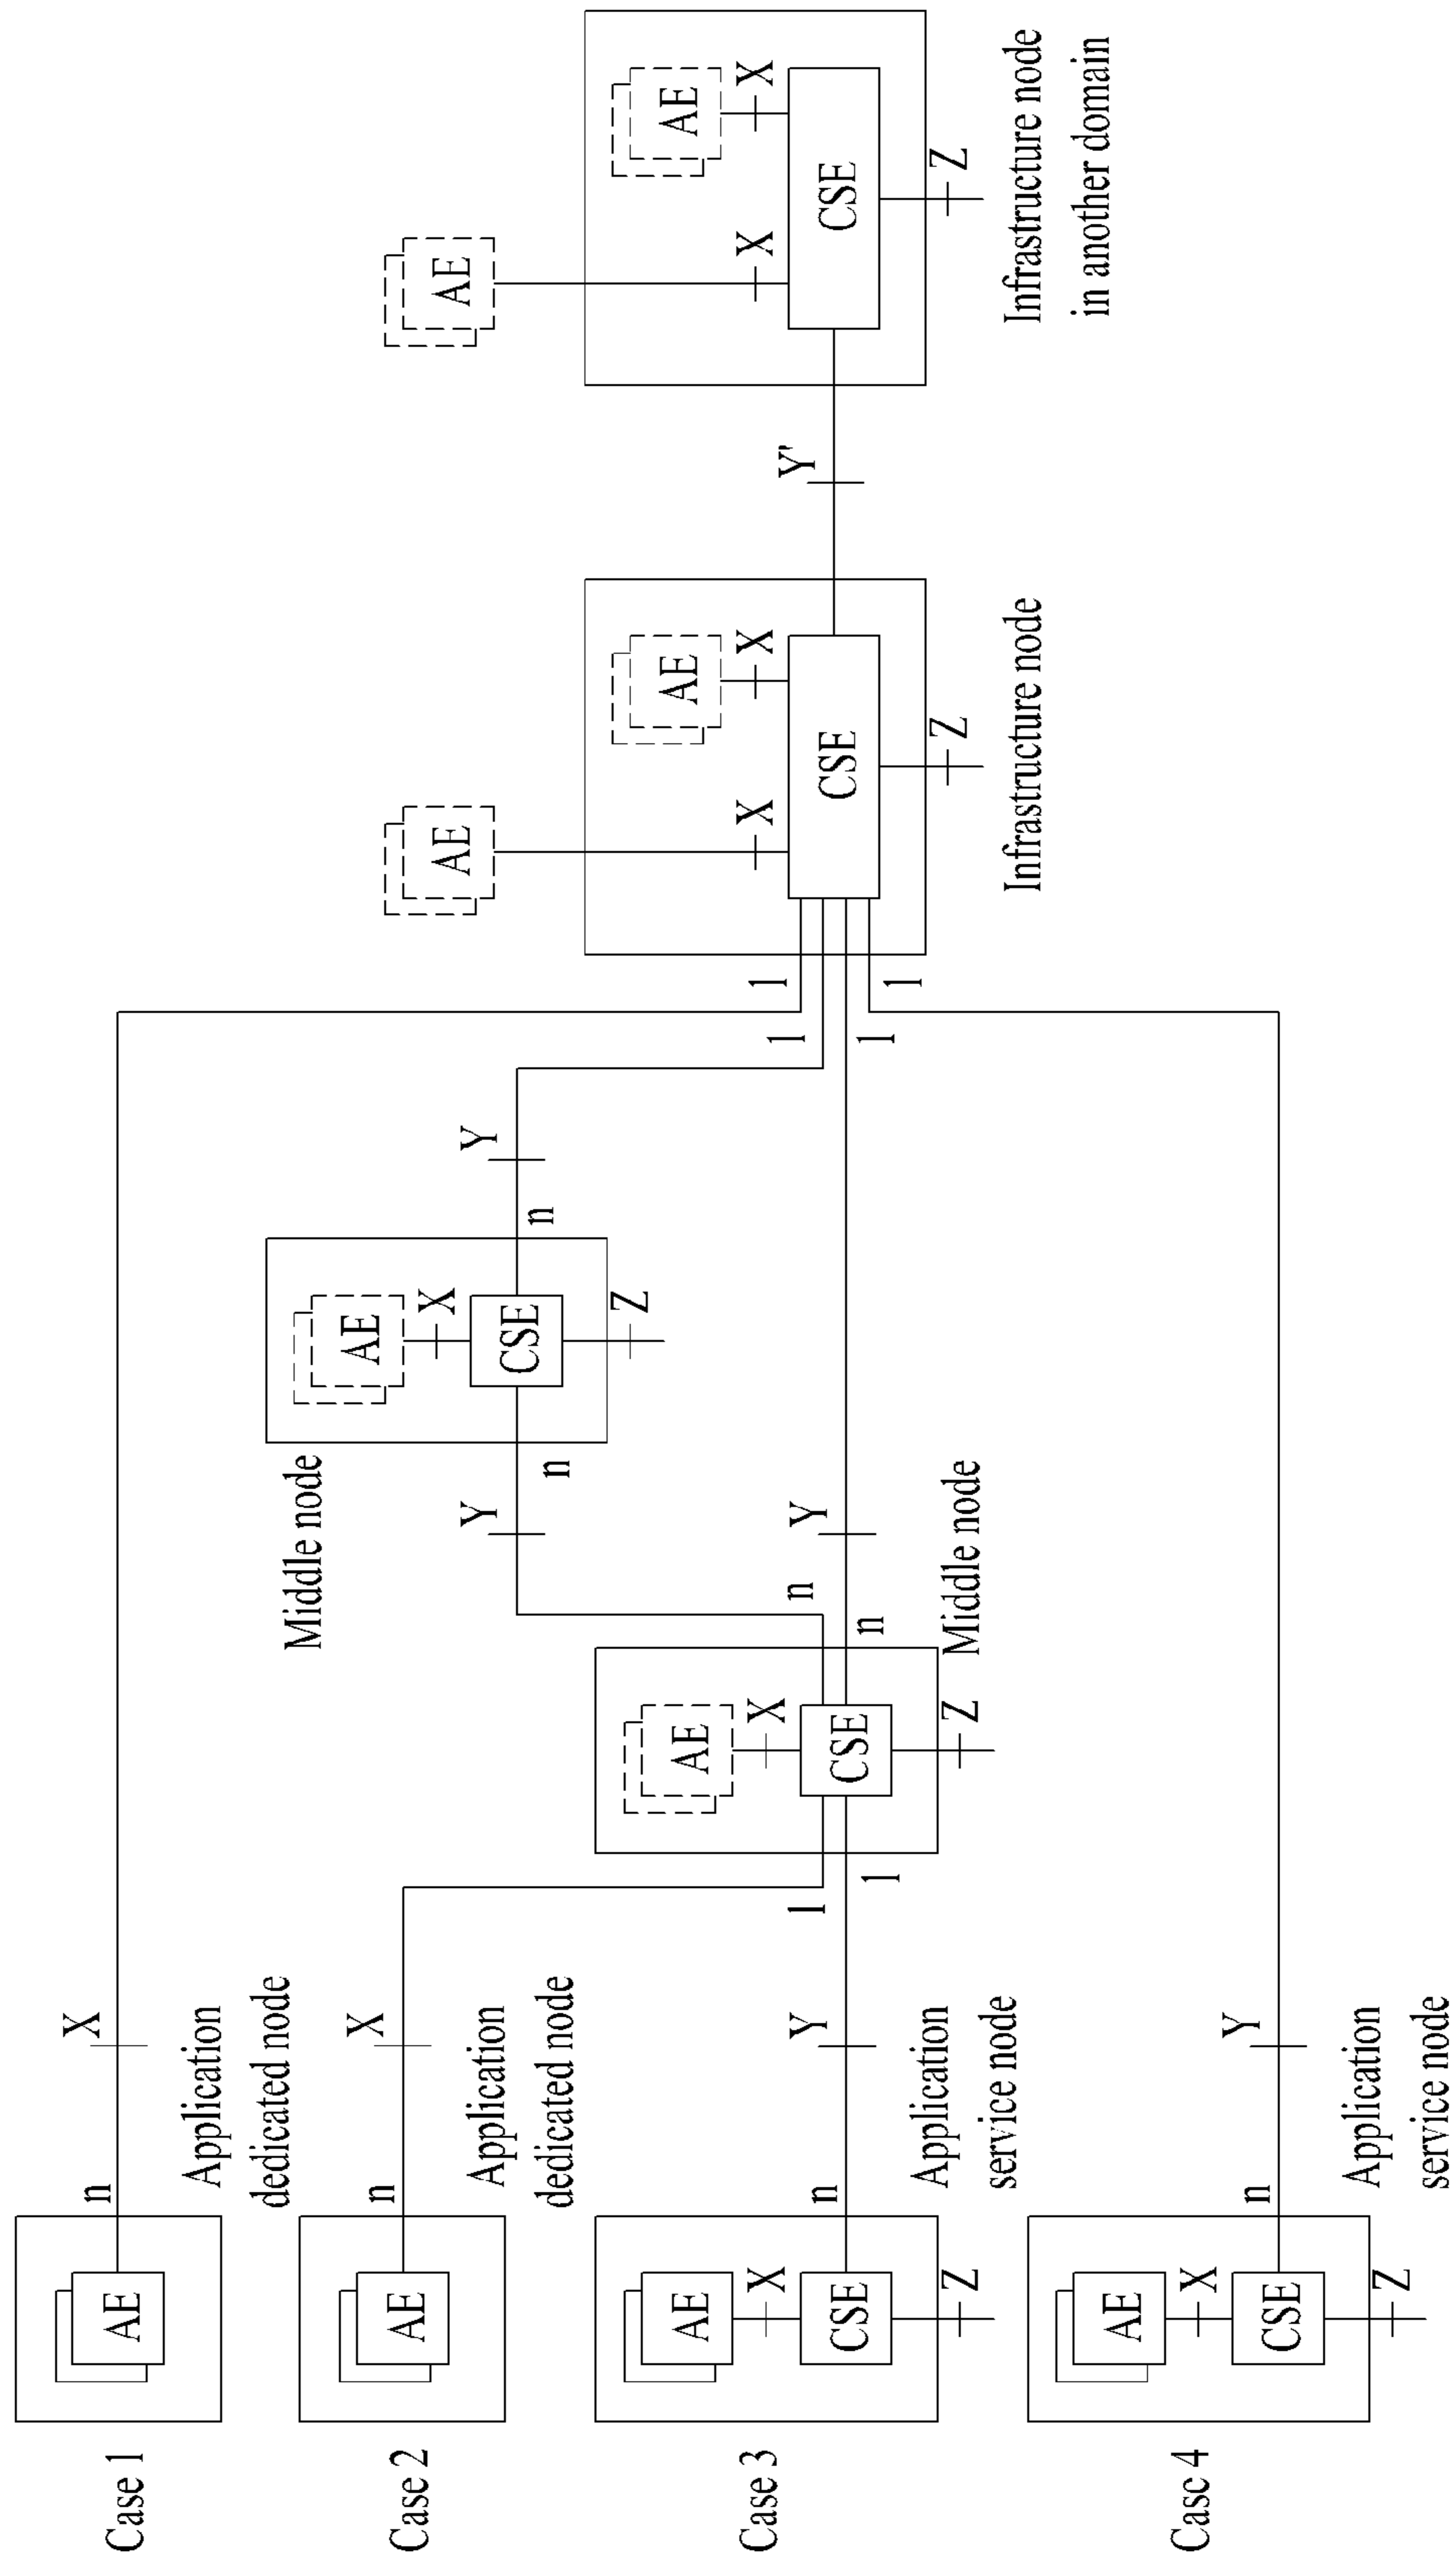 Case 1
AE
n
X
Application
dedicated node
Case 2
AE
n
X
Application
dedicated node
Case 3
AE
X
CSE
Z
n
Y
Application
service node
Case 4
AE
X
CSE
Z
n
Y
Application
service node
1
1
AE
X
CSE
Z
Middle node
n
n
Y
Y
Middle node
n
AE
X
CSE
Z
n
Y
1
1
1
1
AE
X
AE
X
CSE
Z
Infrastructure node
Y'
AE
X
AE
X
CSE
Z
Infrastructure node
in another domain